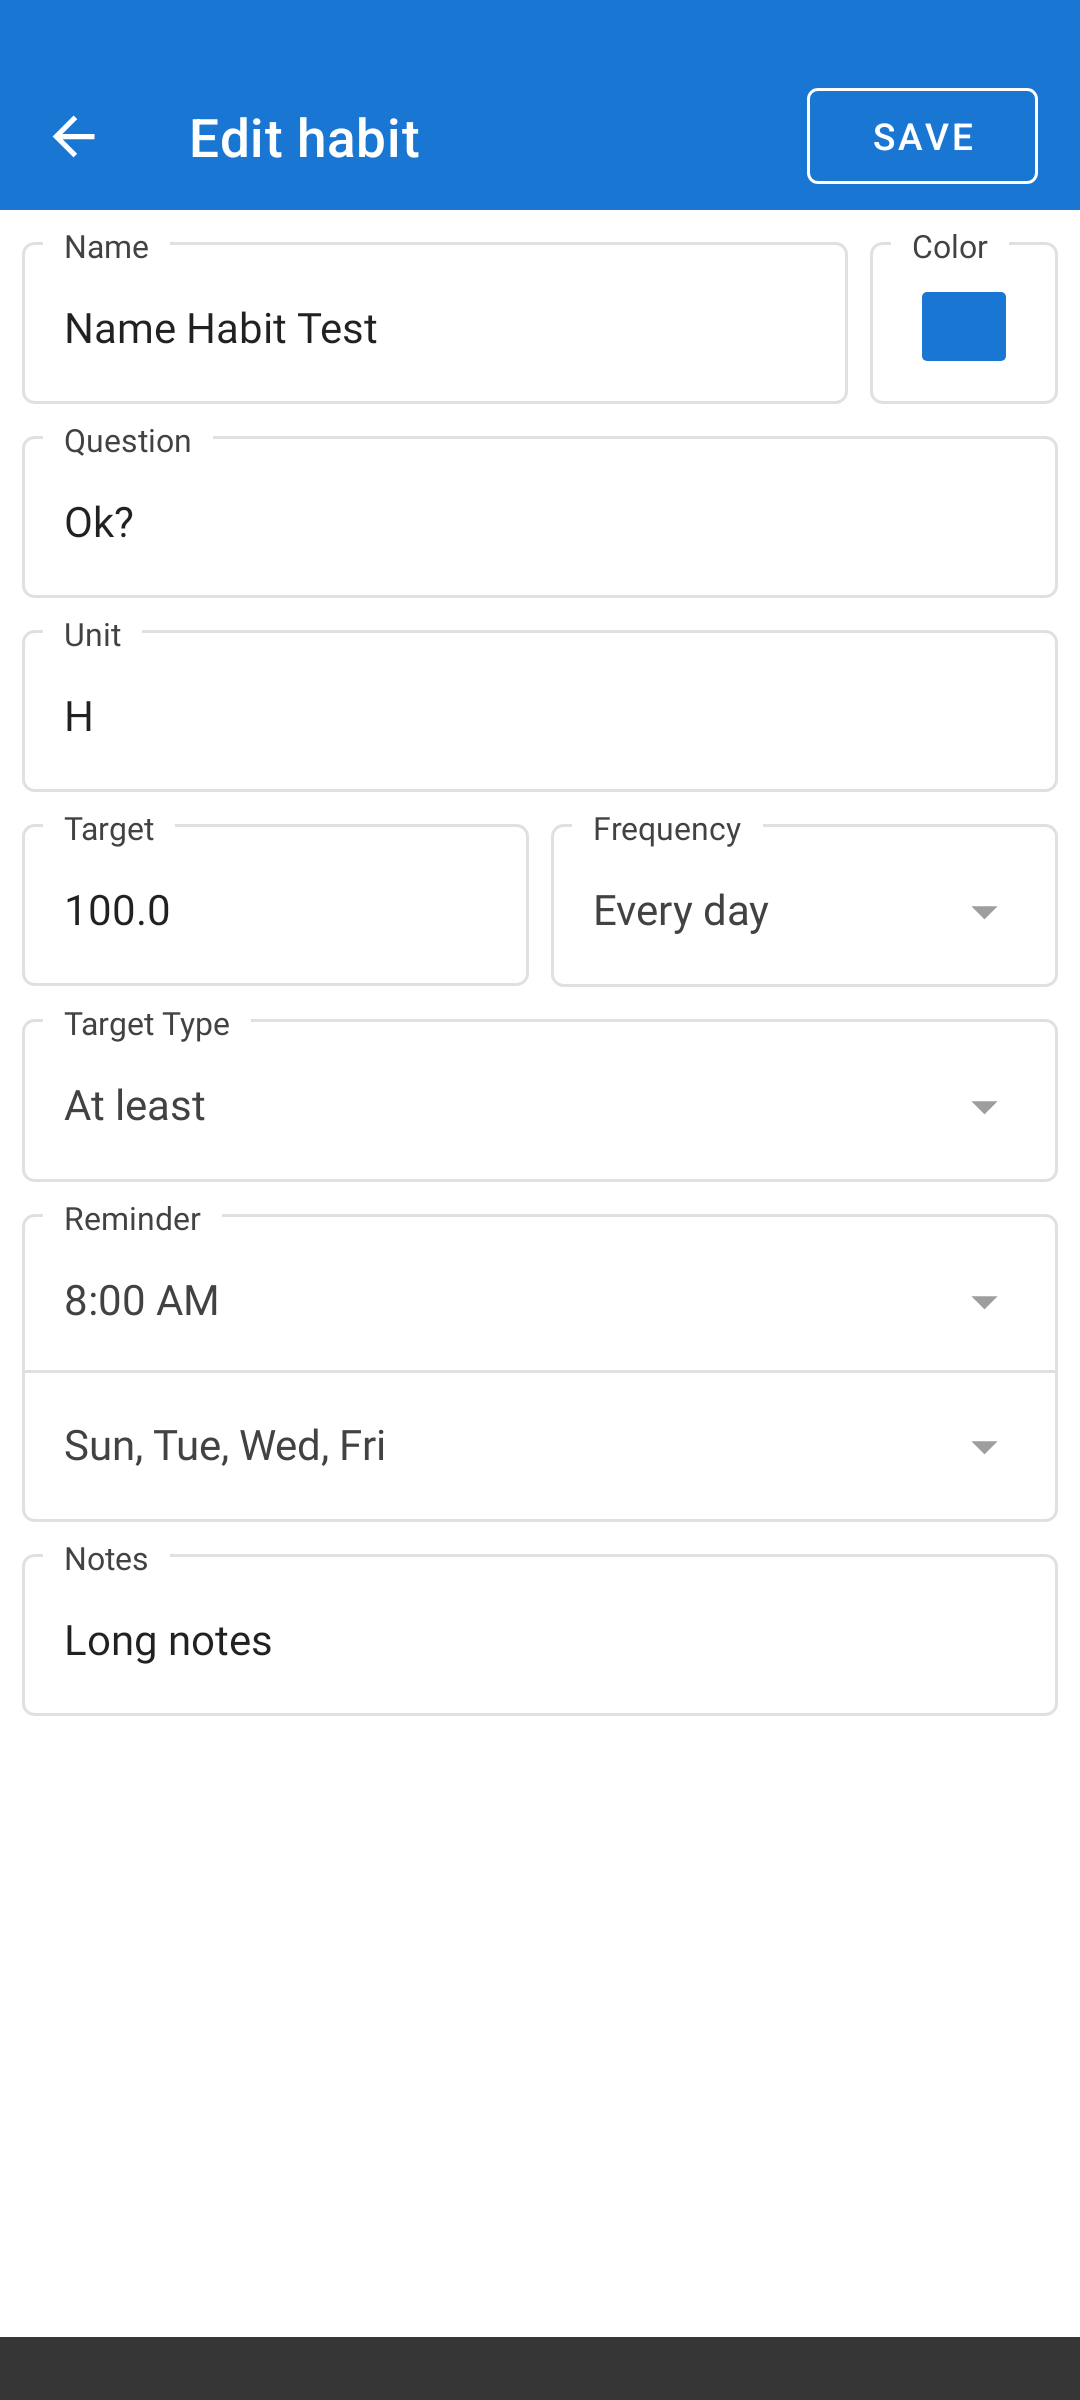 Edit habit
SAVE
Name
Color
Name Habit Test
Question
Ok?
Unit
H
Target
Frequency
100.0
Every day
Target Type
At least
Reminder
8:00 AM
Sun, Tue, Wed, Fri
Notes
Long notes